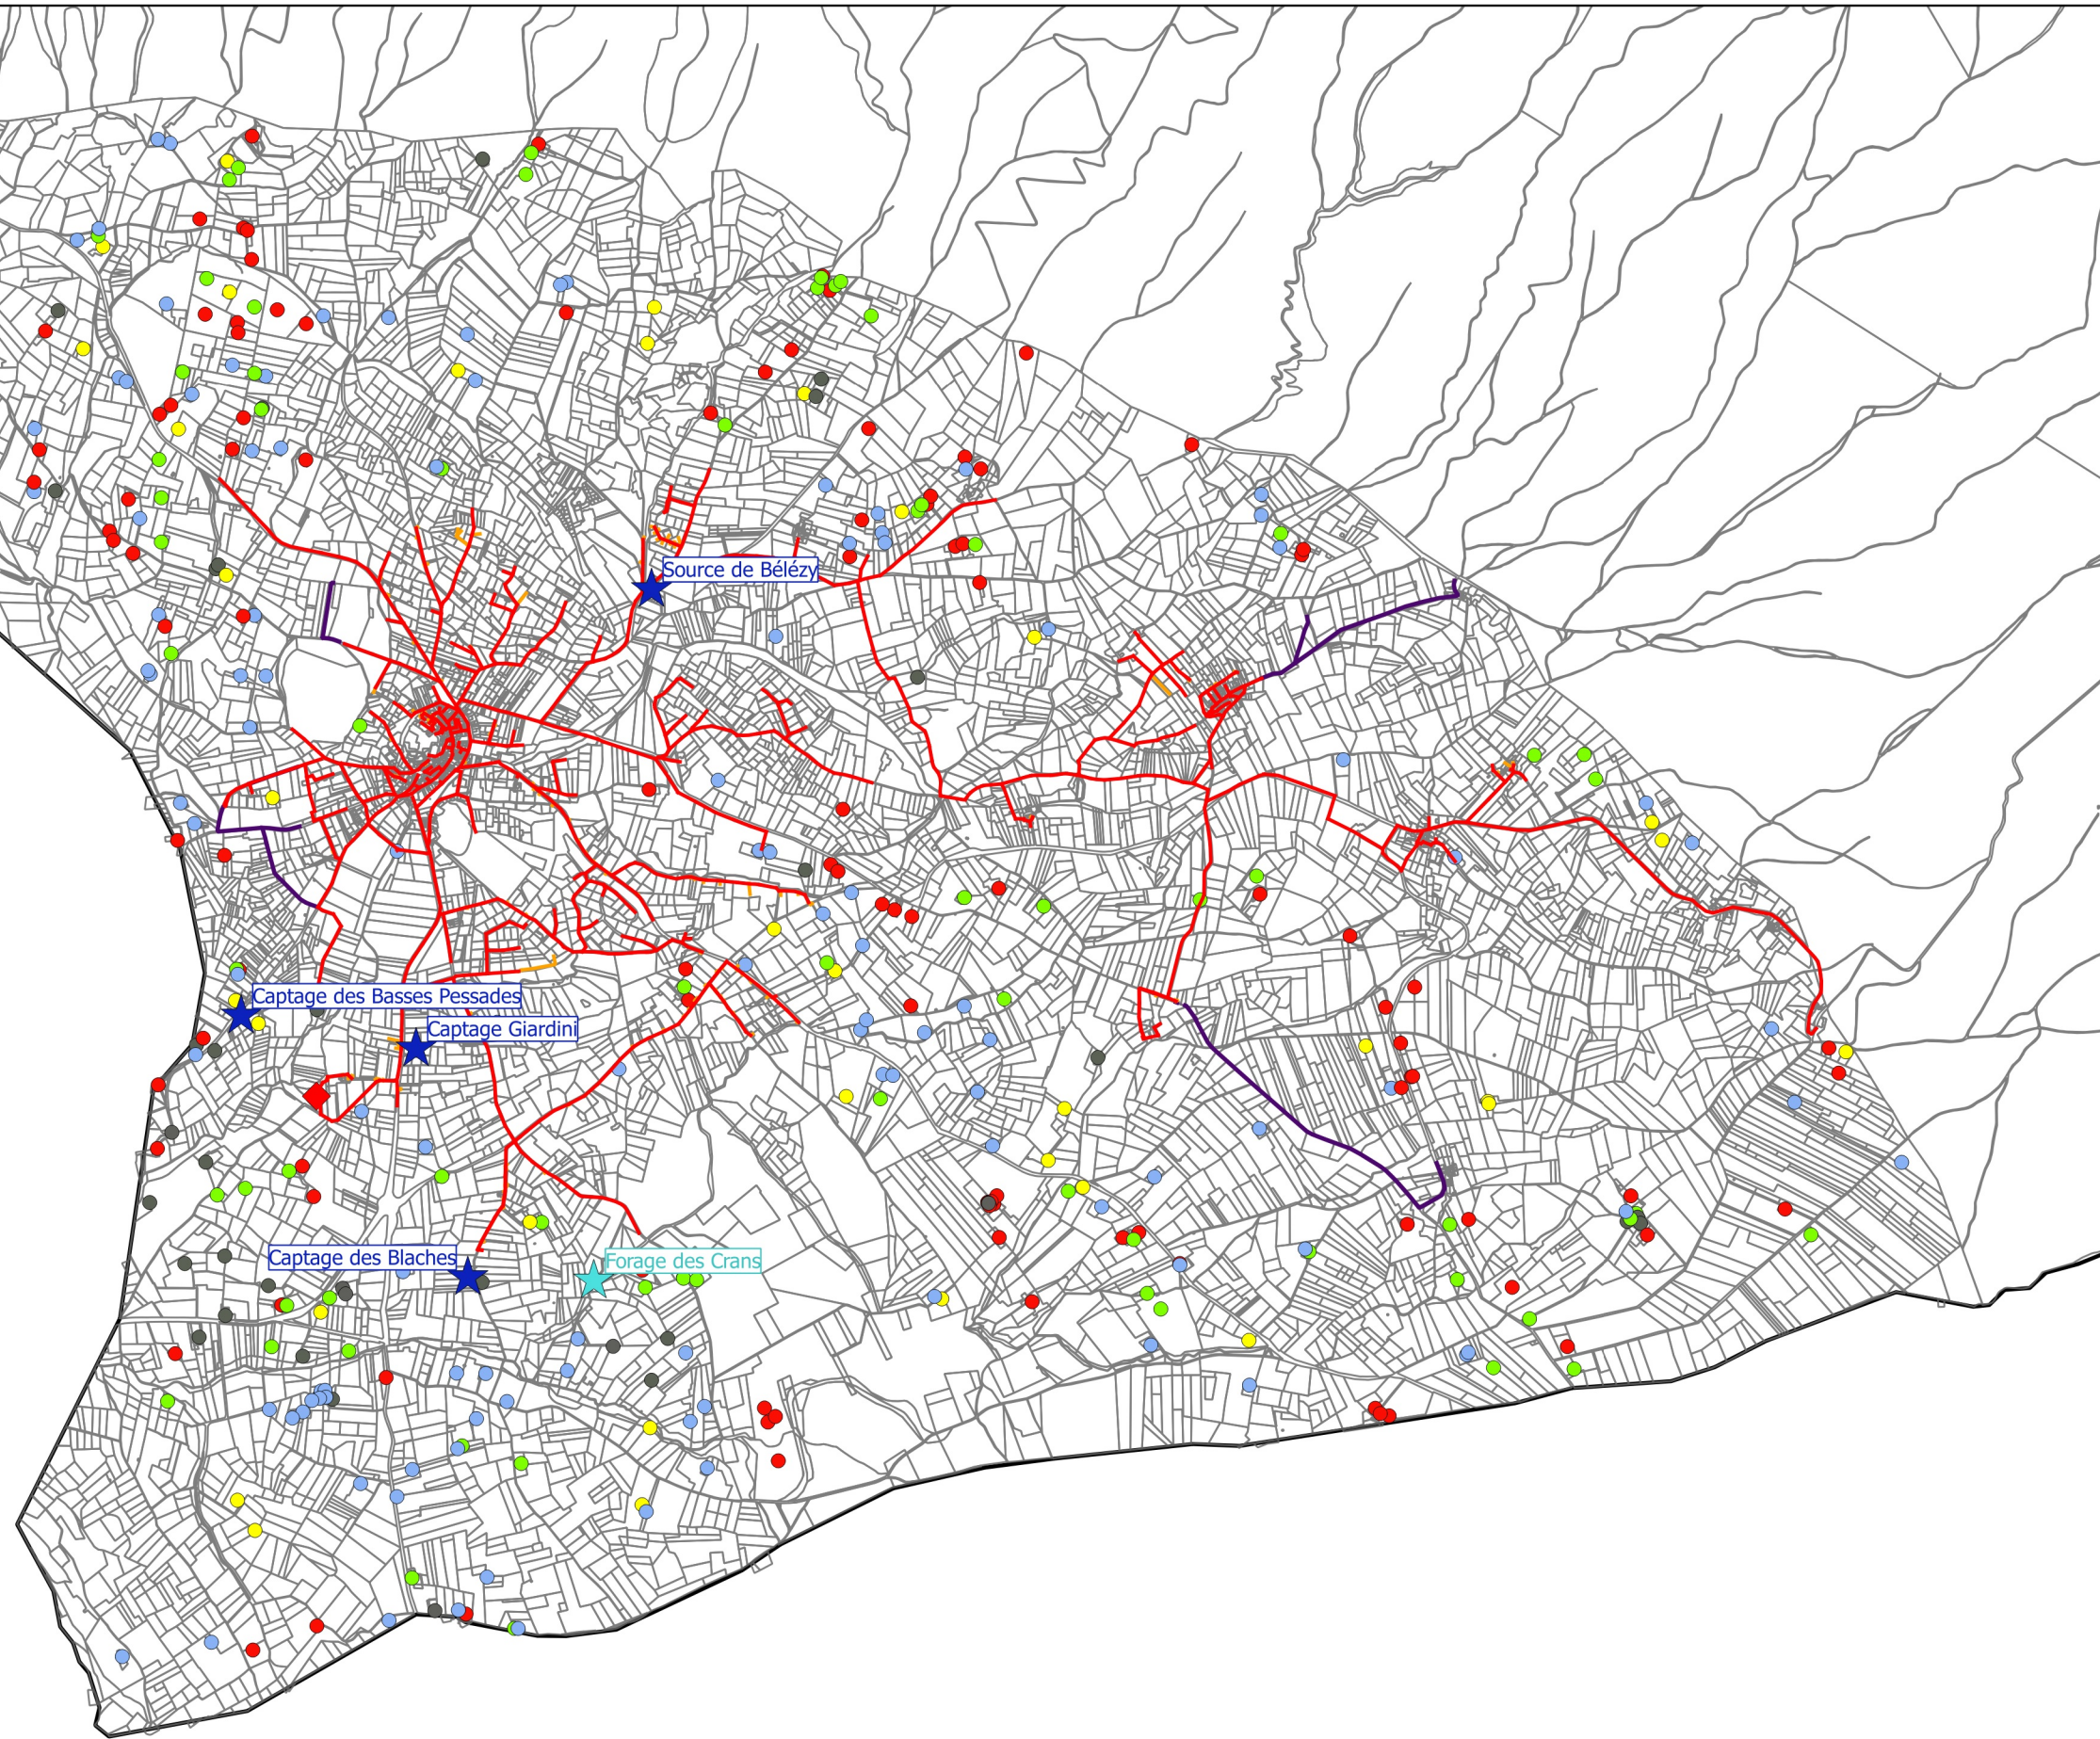 Source de Bélézy
Captage des Basses Pessades
Captage Giardini
Captage des Blaches
Forage des Crans